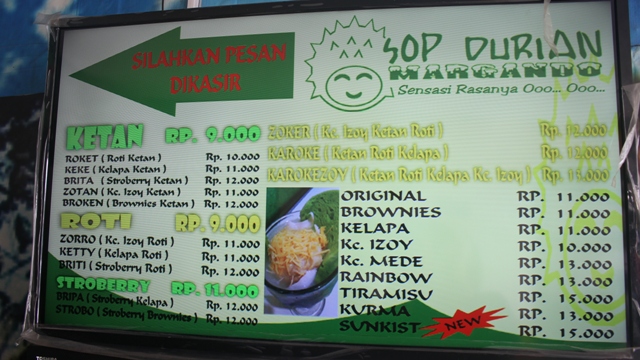 SILAHKAN PESAN
DIKASIR
SOP DURIAN
MARGANDO
Sensasi Rasanya Ooo... Ooo...
KETAN RP. 9.000
ROKET ( Roti Ketan ) Rp. 10.000
KEKE ( Kelapa Ketan ) Rp. 11.000
BRITA ( Stroberry Ketan ) Rp. 12.000
ZOTAN ( Kc. Izoy Ketan ) Rp. 11.000
BROKEN ( Brownies Ketan ) Rp. 12.000
ROTI RP. 9.000
ZORRO ( Kc. Izoy Roti ) Rp. 11.000
KETTY ( Kelapa Roti ) Rp. 11.000
BRITI ( Stroberry Roti ) Rp. 12.000
STROBERRY RP. 11.000
BRIPA ( Stroberry Kelapa ) Rp. 12.000
STROBO ( Stroberry Brownies ) Rp. 12.000
ZOKER ( Kc. Izoy Ketan Roti ) Rp. 12.000
KAROKE ( Ketan Roti Kelapa ) Rp. 12.000
KAROKEZOY ( Ketan Roti Kelapa Kc. Izoy ) Rp. 15.000
ORIGINAL RP. 11.000
BROWNIES RP. 11.000
KELAPA RP. 11.000
Kc. IZOY RP. 10.000
Kc. MEDE RP. 13.000
RAINBOW RP. 13.000
TIRAMISU RP. 15.000
KURMA RP. 13.000
SUNKIST NEW RP. 15.000
TOSHIBA